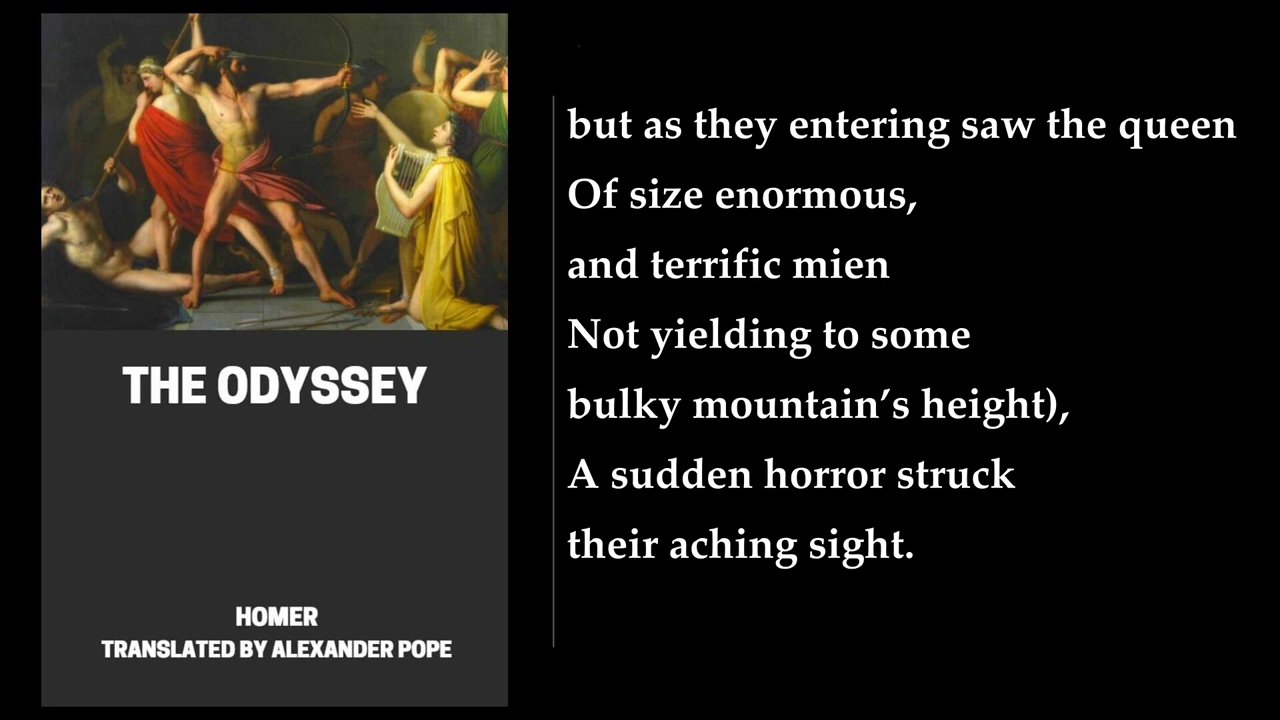 THE ODYSSEY
HOMER
TRANSLATED BY ALEXANDER POPE
but as they entering saw the queen
Of size enormous,
and terrific mien
Not yielding to some
bulky mountain’s height),
A sudden horror struck
their aching sight.